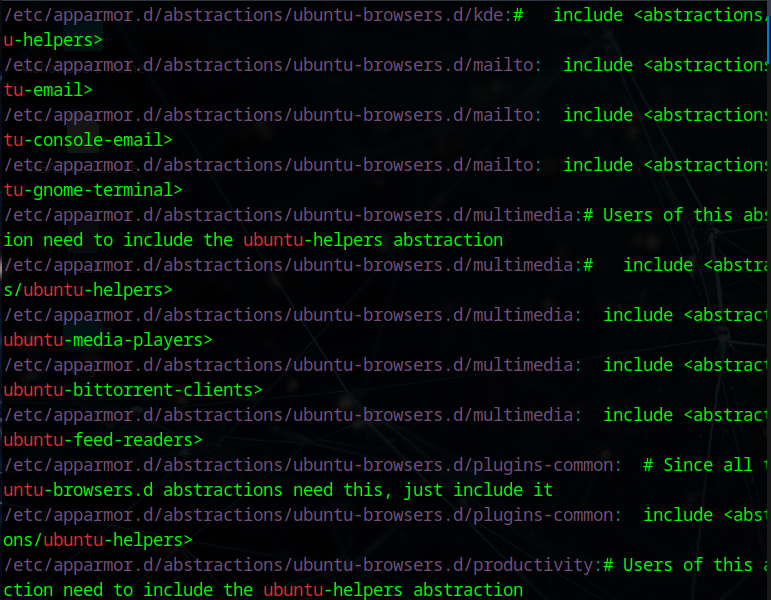 /etc/apparmor.d/abstractions/ubuntu-browsers.d/kde:#   include <abstractions/
u-helpers>
/etc/apparmor.d/abstractions/ubuntu-browsers.d/mailto:  include <abstractions
tu-email>
/etc/apparmor.d/abstractions/ubuntu-browsers.d/mailto:  include <abstractions
tu-console-email>
/etc/apparmor.d/abstractions/ubuntu-browsers.d/mailto:  include <abstractions
tu-gnome-terminal>
/etc/apparmor.d/abstractions/ubuntu-browsers.d/multimedia:# Users of this abs
ion need to include the ubuntu-helpers abstraction
/etc/apparmor.d/abstractions/ubuntu-browsers.d/multimedia:#   include <abstra
s/ubuntu-helpers>
/etc/apparmor.d/abstractions/ubuntu-browsers.d/multimedia:  include <abstract
ubuntu-media-players>
/etc/apparmor.d/abstractions/ubuntu-browsers.d/multimedia:  include <abstract
ubuntu-bittorrent-clients>
/etc/apparmor.d/abstractions/ubuntu-browsers.d/multimedia:  include <abstract
ubuntu-feed-readers>
/etc/apparmor.d/abstractions/ubuntu-browsers.d/plugins-common:  # Since all t
untu-browsers.d abstractions need this, just include it
/etc/apparmor.d/abstractions/ubuntu-browsers.d/plugins-common:  include <abst
ons/ubuntu-helpers>
/etc/apparmor.d/abstractions/ubuntu-browsers.d/productivity:# Users of this a
ction need to include the ubuntu-helpers abstraction